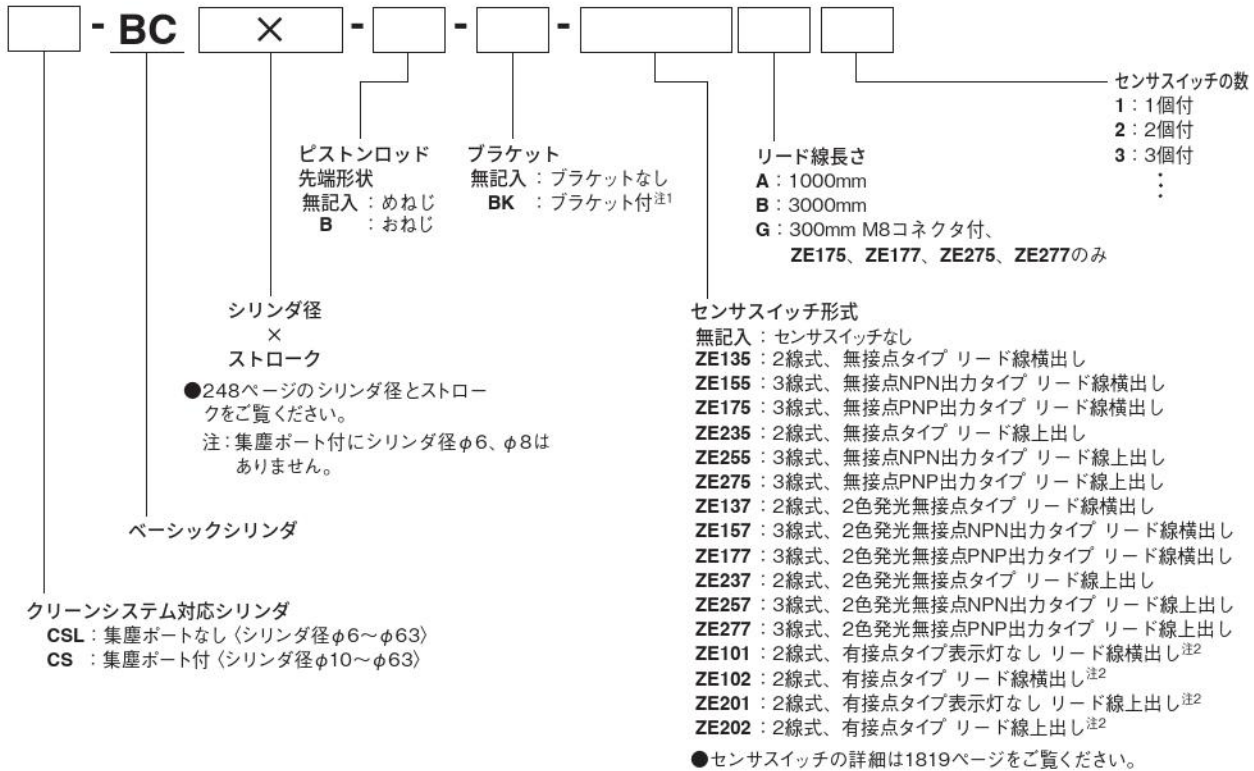 - BC × - - -
センサスイッチの数
1：1個付
2：2個付
3：3個付
⋮
リード線長さ
A：1000mm
B：3000mm
G：300mm M8コネクタ付、
ZE175、ZE177、ZE275、ZE277のみ
ピストンロッド
先端形状
無記入：めねじ
B：おねじ
ブラケット
無記入：ブラケットなし
BK：ブラケット付注1
シリンダ径
×
ストローク
●248ページのシリンダ径とストロー
クをご覧ください。
注：集塵ポート付にシリンダ径φ6、φ8は
ありません。
ベーシックシリンダ
クリーンシステム対応シリンダ
CSL：集塵ポートなし〈シリンダ径φ6～φ63〉
CS：集塵ポート付〈シリンダ径φ10～φ63〉
センサスイッチ形式
無記入：センサスイッチなし
ZE135：2線式、無接点タイプ リード線横出し
ZE155：3線式、無接点NPN出力タイプ リード線横出し
ZE175：3線式、無接点PNP出力タイプ リード線横出し
ZE235：2線式、無接点タイプ リード線上出し
ZE255：3線式、無接点NPN出力タイプ リード線上出し
ZE275：3線式、無接点PNP出力タイプ リード線上出し
ZE137：2線式、2色発光無接点タイプ リード線横出し
ZE157：3線式、2色発光無接点NPN出力タイプ リード線横出し
ZE177：3線式、2色発光無接点PNP出力タイプ リード線横出し
ZE237：2線式、2色発光無接点タイプ リード線上出し
ZE257：3線式、2色発光無接点NPN出力タイプ リード線上出し
ZE277：3線式、2色発光無接点PNP出力タイプ リード線上出し
ZE101：2線式、有接点タイプ表示灯なし リード線横出し注2
ZE102：2線式、有接点タイプ リード線横出し注2
ZE201：2線式、有接点タイプ表示灯なし リード線上出し注2
ZE202：2線式、有接点タイプ リード線上出し注2
●センサスイッチの詳細は1819ページをご覧ください。